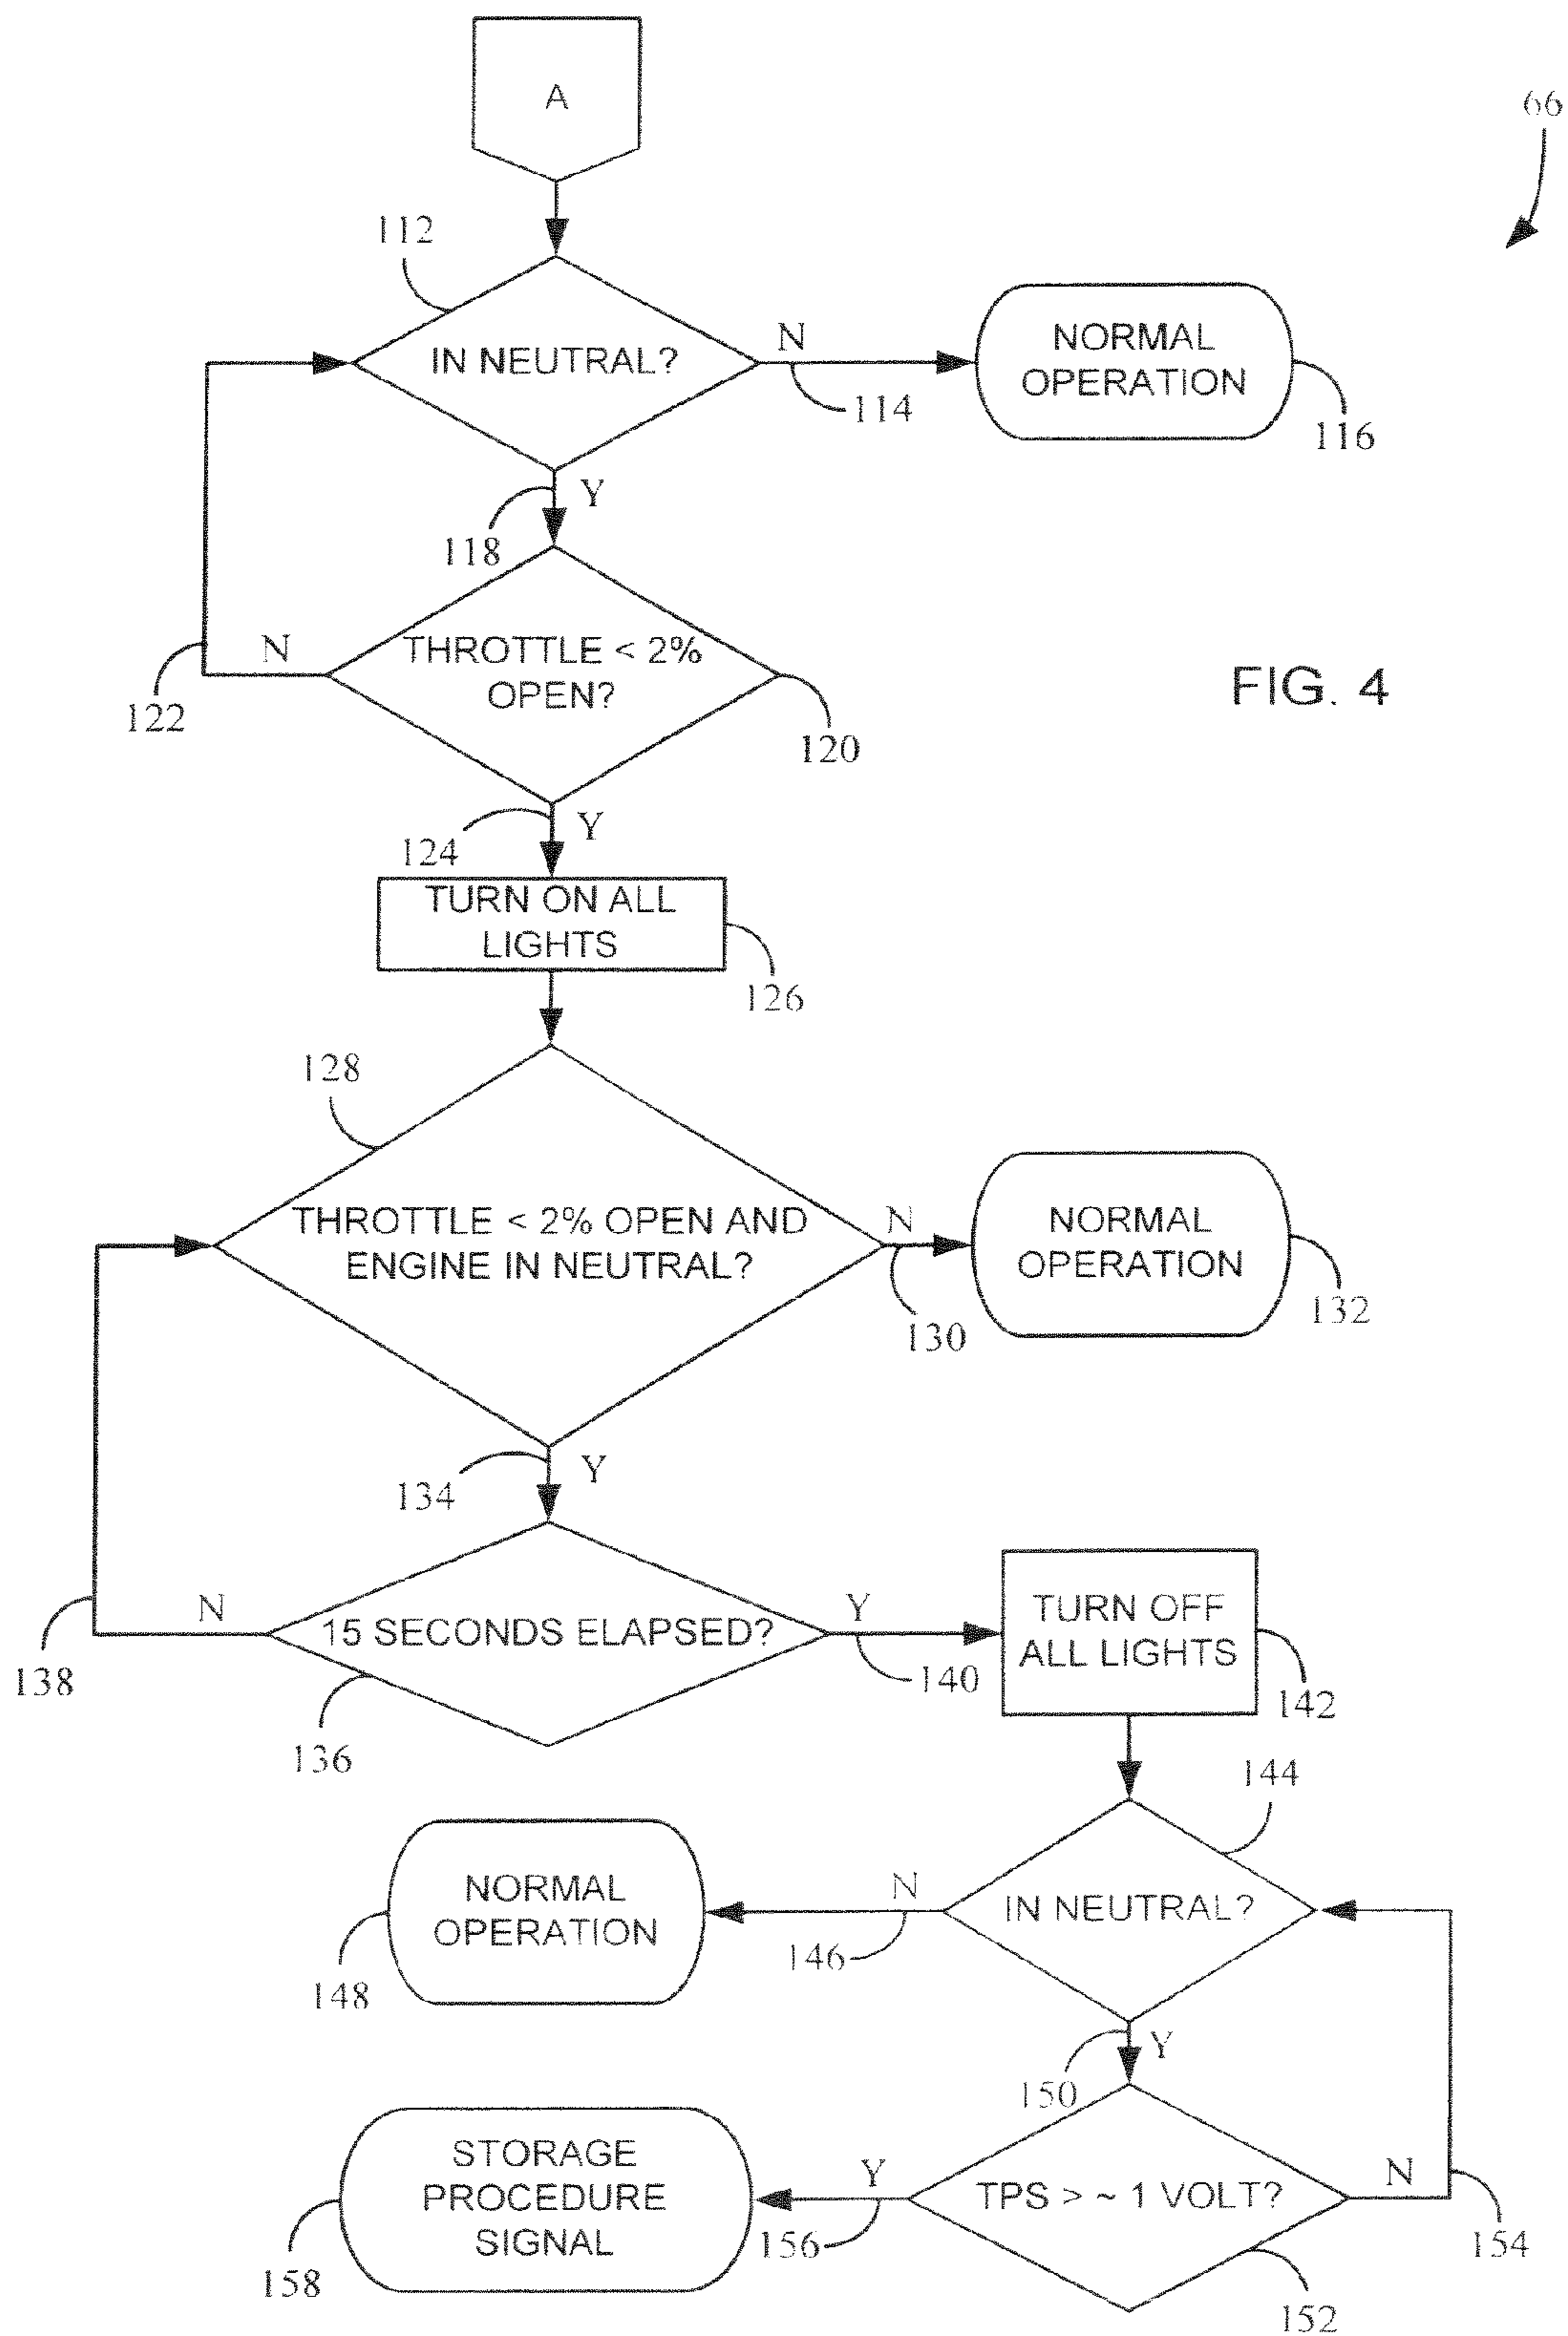 A
66
112
IN NEUTRAL?
N
114
NORMAL
OPERATION
116
118
Y
THROTTLE < 2%
OPEN?
N
122
120
FIG. 4
124
Y
TURN ON ALL
LIGHTS
126
128
THROTTLE < 2% OPEN AND
ENGINE IN NEUTRAL?
N
130
NORMAL
OPERATION
132
134
Y
15 SECONDS ELAPSED?
N
138
136
Y
140
TURN OFF
ALL LIGHTS
142
144
IN NEUTRAL?
N
146
NORMAL
OPERATION
148
150
Y
TPS > ~ 1 VOLT?
N
154
152
Y
156
STORAGE
PROCEDURE
SIGNAL
158